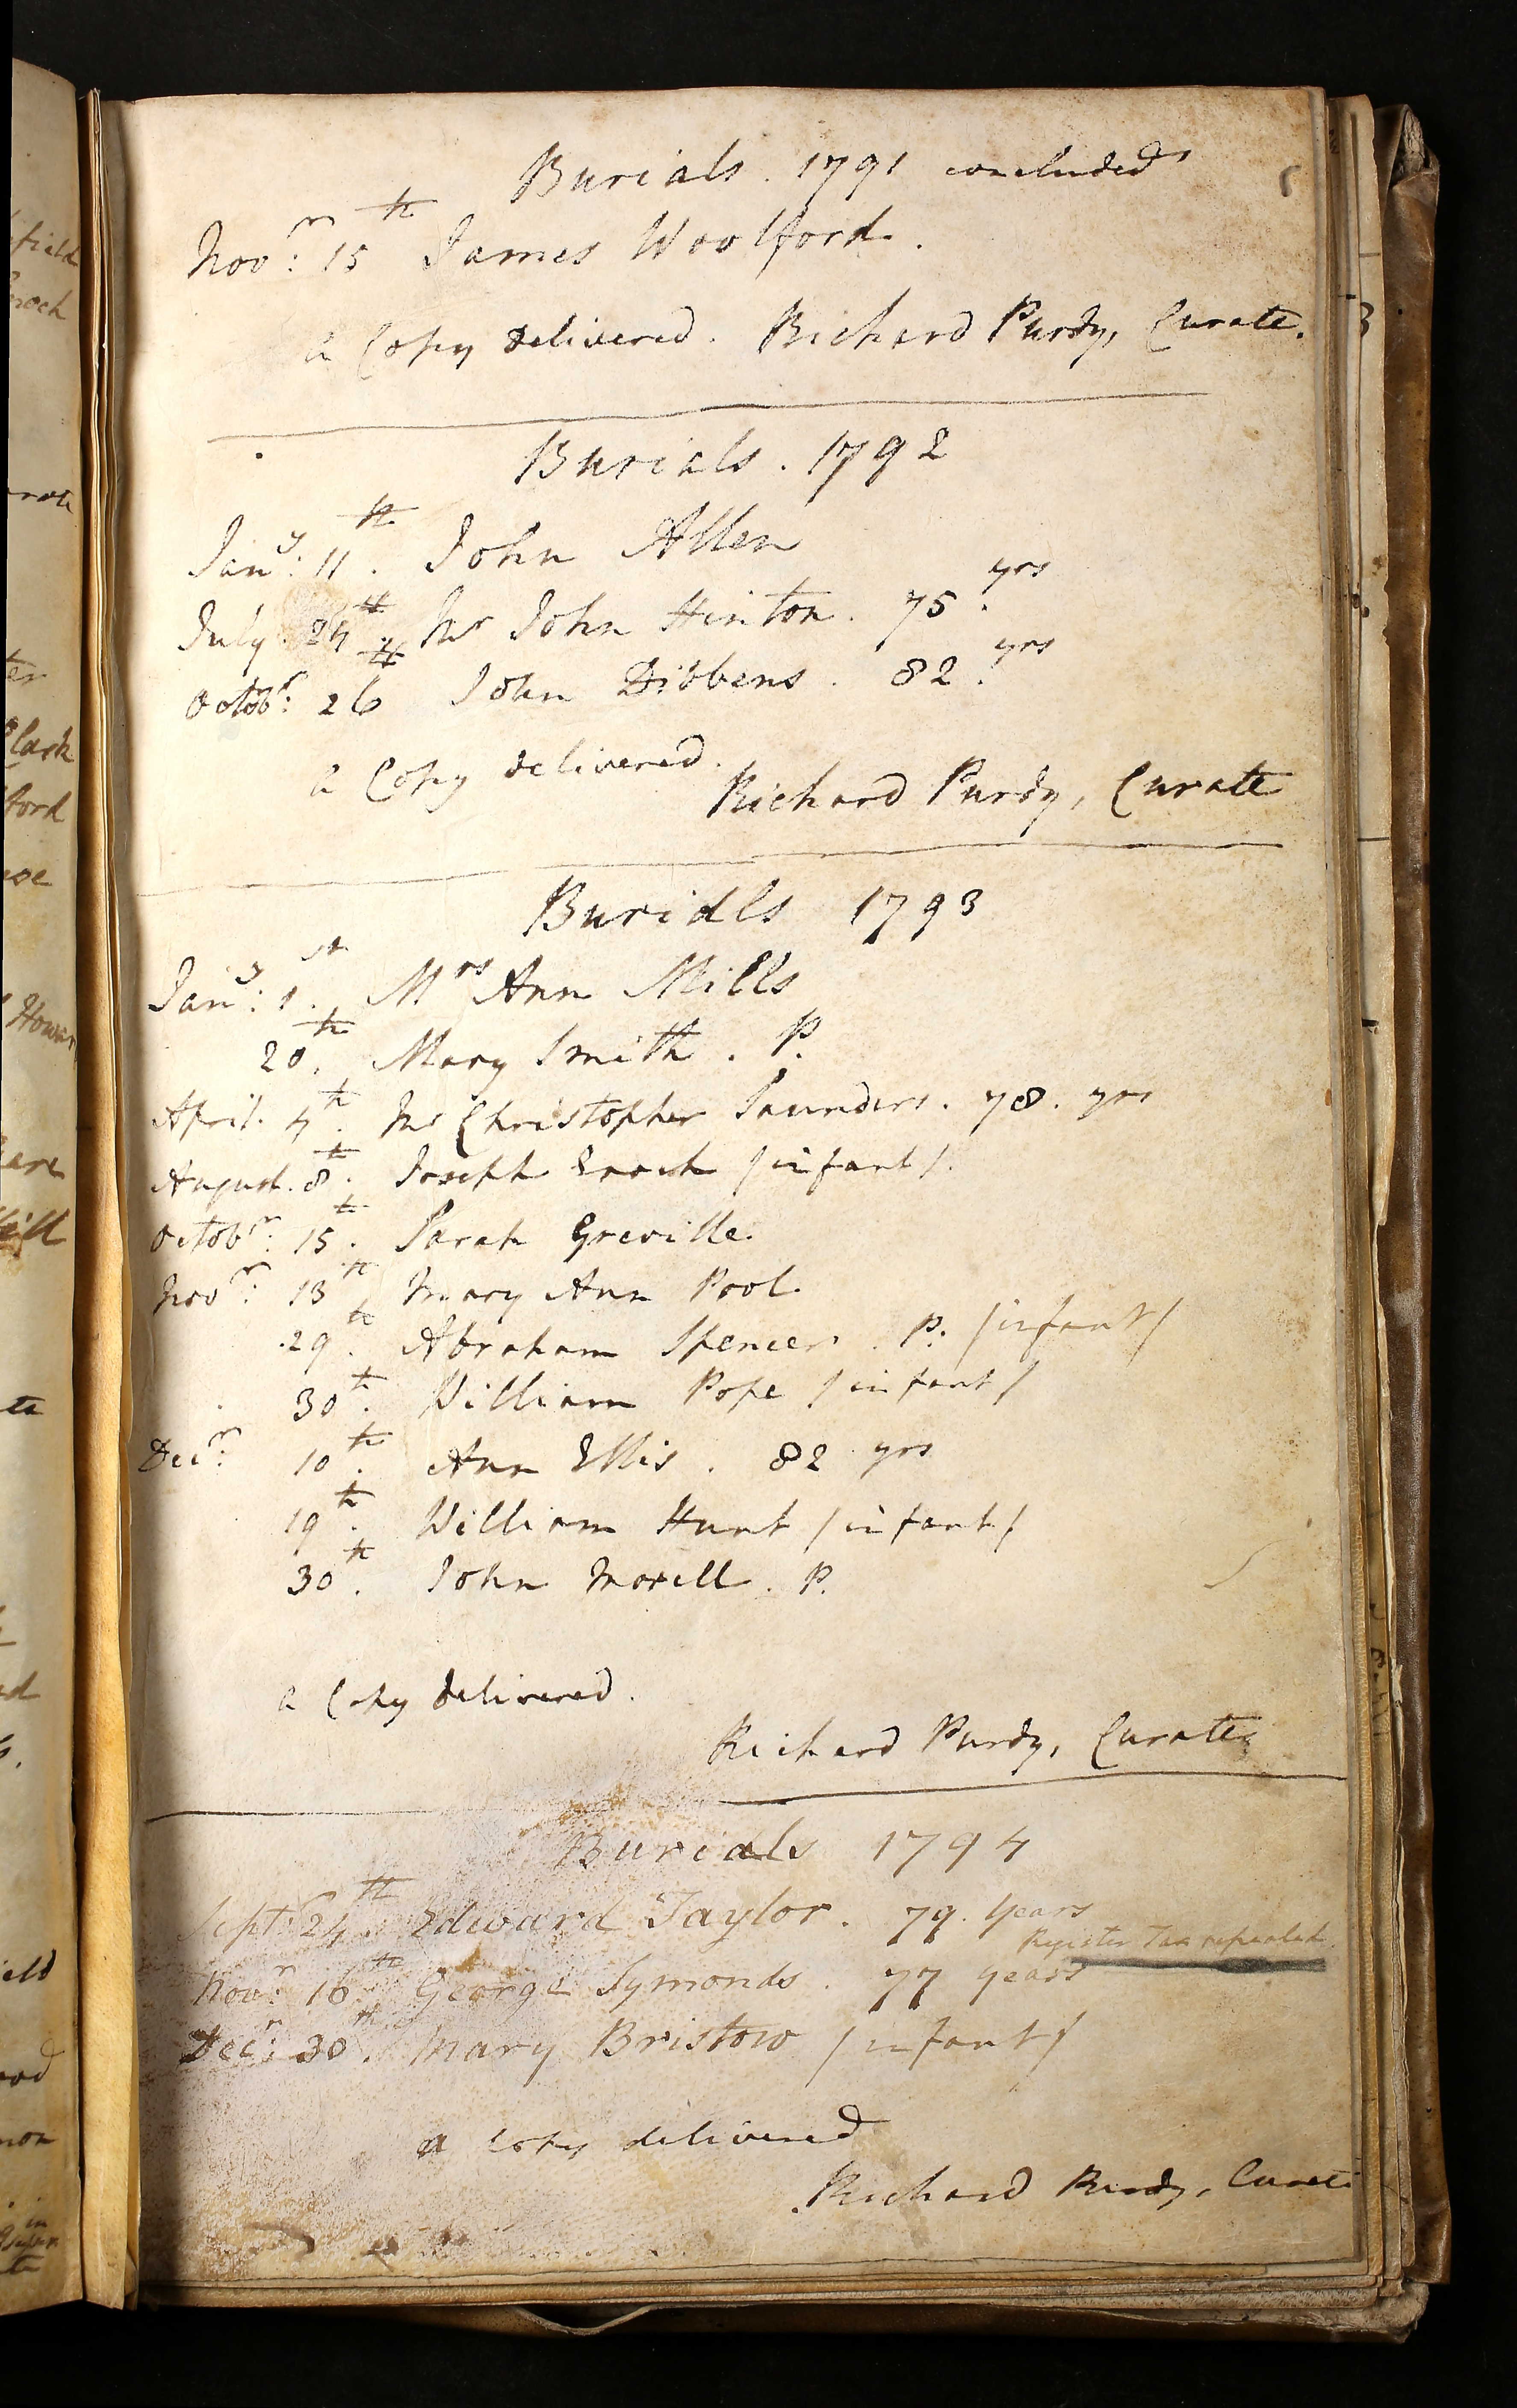 Burials. 1791 concluded
Novr: 15th James Woolford.
a Copy delivered. Richard Purdy, Curate.
Burials. 1792
Jany: 11th. John Allen
July 24th. Mr John Hinton. 75 yrs.
Octobr: 26th John Dibbens. 82 yrs.
a Copy delivered.
Richard Purdy, Curate
Burials 1793
Jany: 1st. Mrs Ann Mills
20th. Mary Smith. P.
April. 4th. Mr Christopher Saunders. 78. yrs
August. 8th. Joseph Enoch /infant/.
Octobr: 15th. Sarah Greville.
Novr: 13th Mary Ann Pool.
29th. Abraham Spencer. P. /infant/
30th. William Pope /infant/
Decr: 10th. Ann Ellis. 82 yrs
19th. William Hunt /infant/
30th. John Morell. P.
a Copy delivered.
Richard Purdy, Curate
Burials 1794
Septr: 24th. Edward Taylor. 79. years
Register Tax repealed.
Novr: 16th. George Symonds. 77 years
Decr: 30th. Mary Bristow /infant/
a copy delivered
Richard Purdy, Curate